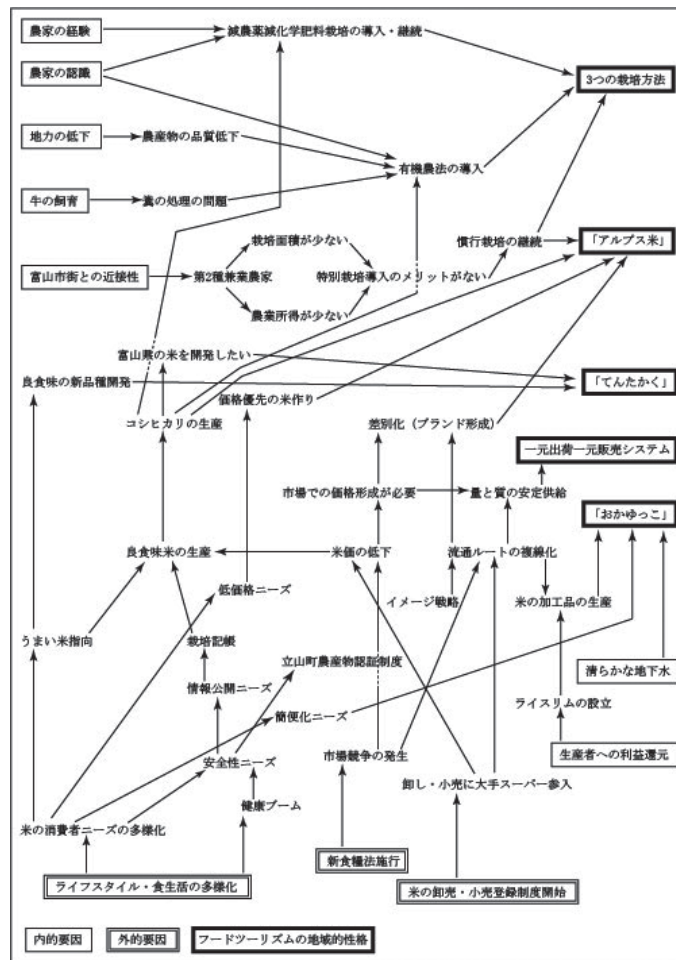 農家の経験
減農薬減化学肥料栽培の導入・継続
農家の認識
3つの栽培方法
地力の低下
農産物の品質低下
有機農法の導入
牛の飼育
糞の処理の問題
栽培面積が少ない
慣行栽培の継続
「アルプス米」
富山市街との近接性
第2種兼業農家
特別栽培導入のメリットがない
農業所得が少ない
富山県の米を開発したい
良食味の新品種開発
「てんたかく」
価格優先の米作り
コシヒカリの生産
差別化（ブランド形成）
一元出荷一元販売システム
市場での価格形成が必要
量と質の安定供給
「おかゆっこ」
良食味米の生産
米価の低下
流通ルートの複線化
低価格ニーズ
イメージ戦略
米の加工品の生産
うまい米指向
栽培記帳
立山町農産物認証制度
清らかな地下水
情報公開ニーズ
簡便化ニーズ
ライスリムの設立
安全性ニーズ
市場競争の発生
生産者への利益還元
卸し・小売に大手スーパー参入
健康ブーム
米の消費者ニーズの多様化
新食糧法施行
ライフスタイル・食生活の多様化
米の卸売・小売登録制度開始
内的要因
外的要因
フードツーリズムの地域的性格